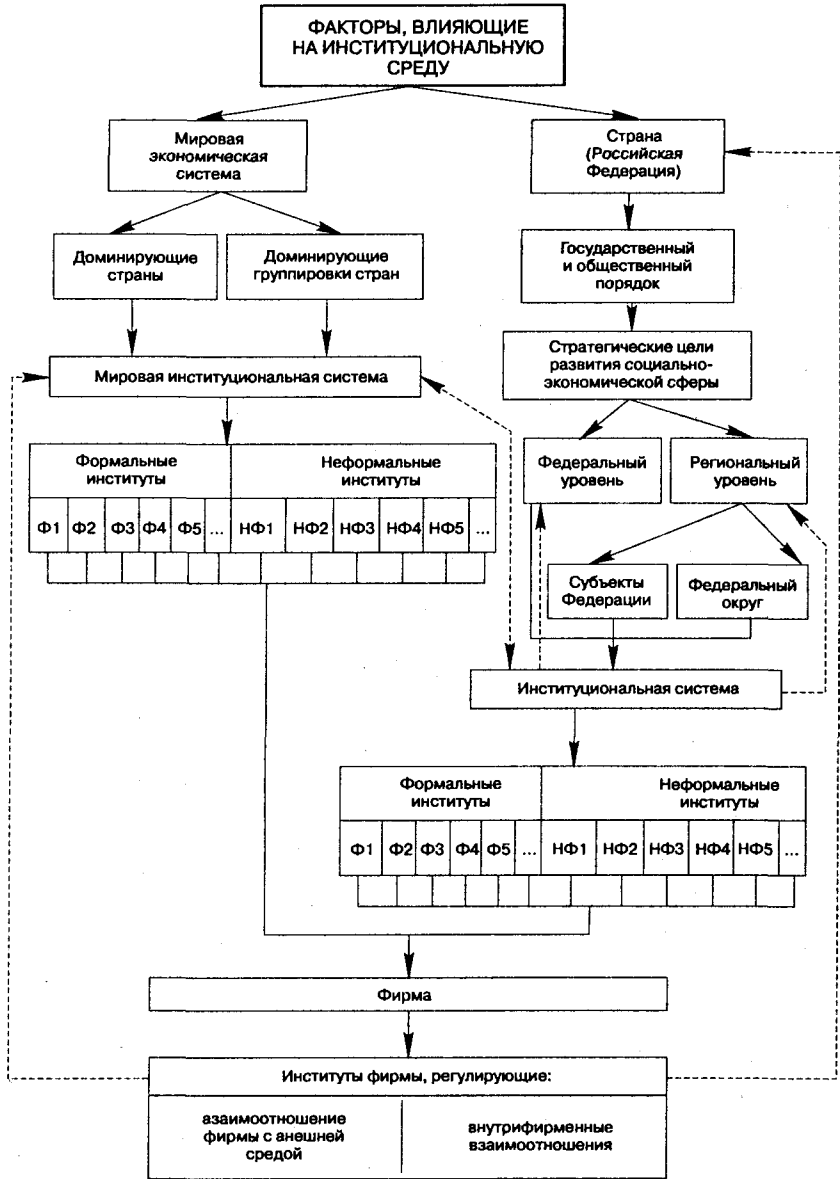 ФАКТОРЫ, ВЛИЯЮЩИЕ
НА ИНСТИТУЦИОНАЛЬНУЮ
СРЕДУ
Мировая
экономическая
система
Страна
(Российская
Федерация)
Доминирующие
страны
Доминирующие
группировки стран
Государственный
и общественный
порядок
Мировая институциональная система
Стратегические цели
развития социально-
экономической сферы
Формальные
институты
Неформальные
институты
Ф1 Ф2 Ф3 Ф4 Ф5 ... НФ1 НФ2 НФ3 НФ4 НФ5 ...
Федеральный
уровень
Региональный
уровень
Субъекты
Федерации
Федеральный
округ
Институциональная система
Формальные
институты
Неформальные
институты
Ф1 Ф2 Ф3 Ф4 Ф5 ... НФ1 НФ2 НФ3 НФ4 НФ5 ...
Фирма
Институты фирмы, регулирующие:
азаимоотношение
фирмы с анешней
средой
внутрифирменные
взаимоотношения